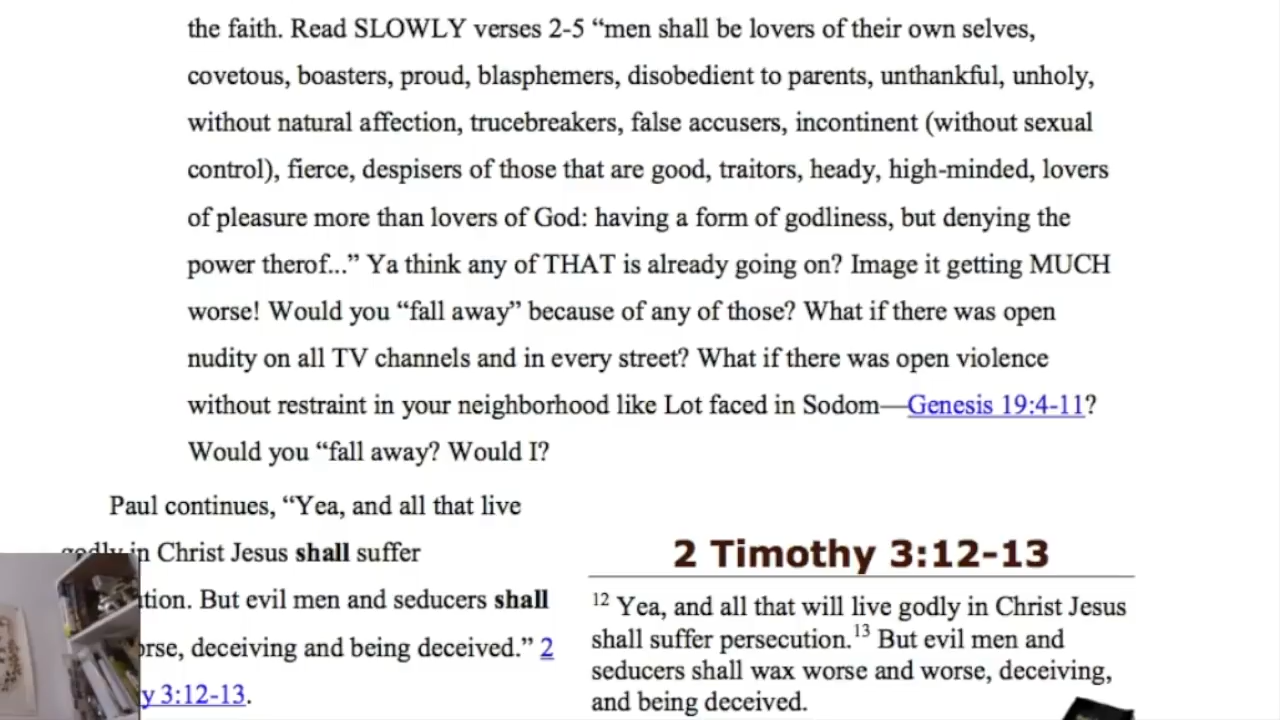 the faith. Read SLOWLY verses 2-5 “men shall be lovers of their own selves,
covetous, boasters, proud, blasphemers, disobedient to parents, unthankful, unholy,
without natural affection, trucebreakers, false accusers, incontinent (without sexual
control), fierce, despisers of those that are good, traitors, heady, high-minded, lovers
of pleasure more than lovers of God: having a form of godliness, but denying the
power therof...” Ya think any of THAT is already going on? Image it getting MUCH
worse! Would you “fall away” because of any of those? What if there was open
nudity on all TV channels and in every street? What if there was open violence
without restraint in your neighborhood like Lot faced in Sodom—Genesis 19:4-11?
Would you “fall away? Would I?
Paul continues, “Yea, and all that live
godly in Christ Jesus shall suffer
tion. But evil men and seducers shall
orse, deceiving and being deceived.” 2
y 3:12-13.
2 Timothy 3:12-13
12 Yea, and all that will live godly in Christ Jesus
shall suffer persecution. 13 But evil men and
seducers shall wax worse and worse, deceiving,
and being deceived.